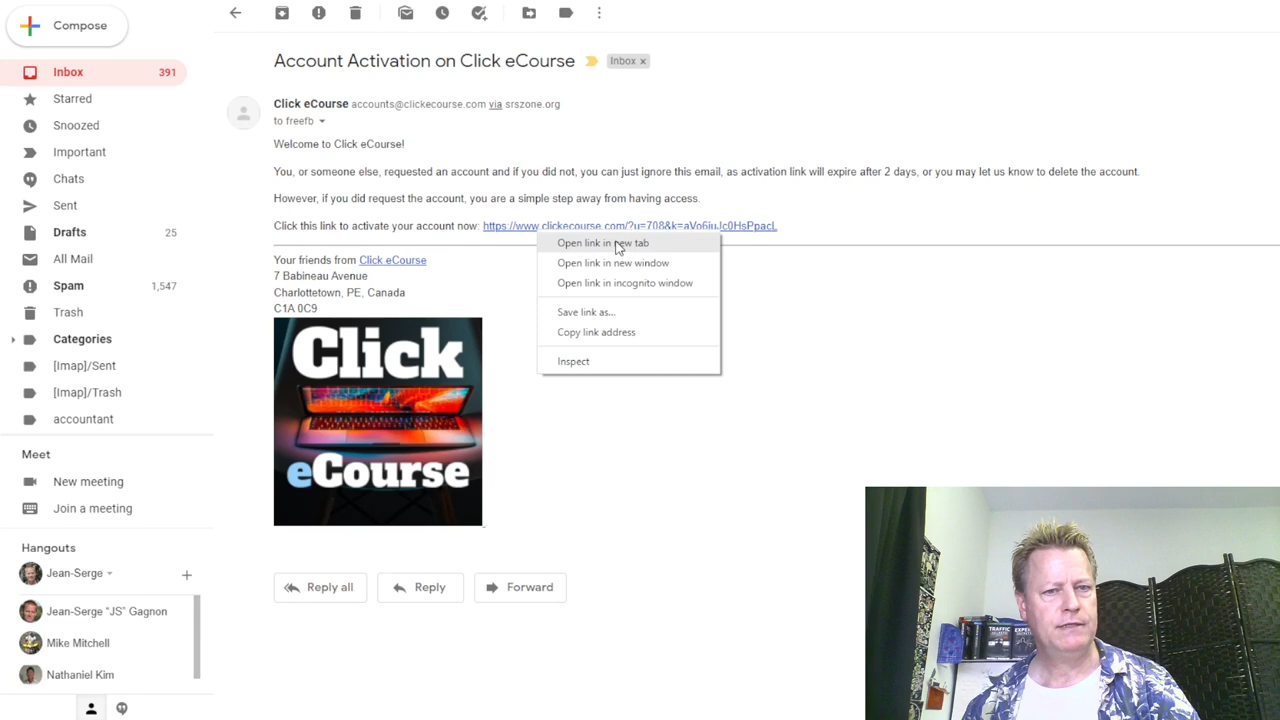 Compose
Inbox 391
Starred
Snoozed
Important
Chats
Sent
Drafts 25
All Mail
Spam 1,547
Trash
Categories
[Imap]/Sent
[Imap]/Trash
accountant
Meet
New meeting
Join a meeting
Hangouts
Jean-Serge
Jean-Serge “JS” Gagnon
Mike Mitchell
Nathaniel Kim
Account Activation on Click eCourse Inbox x
Click eCourse accounts@clickecourse.com via srszone.org
to freefb
Welcome to Click eCourse!
You, or someone else, requested an account and if you did not, you can just ignore this email, as activation link will expire after 2 days, or you may let us know to delete the account.
However, if you did request the account, you are a simple step away from having access.
Click this link to activate your account now: https://www.clickecourse.com/?u=708&k=aVo6iuJc0HsPpacL
Open link in new tab
Open link in new window
Open link in incognito window
Save link as...
Copy link address
Inspect
Your friends from Click eCourse
7 Babineau Avenue
Charlottetown, PE, Canada
C1A 0C9
Click
eCourse
Reply all
Reply
Forward
TRAFFIC